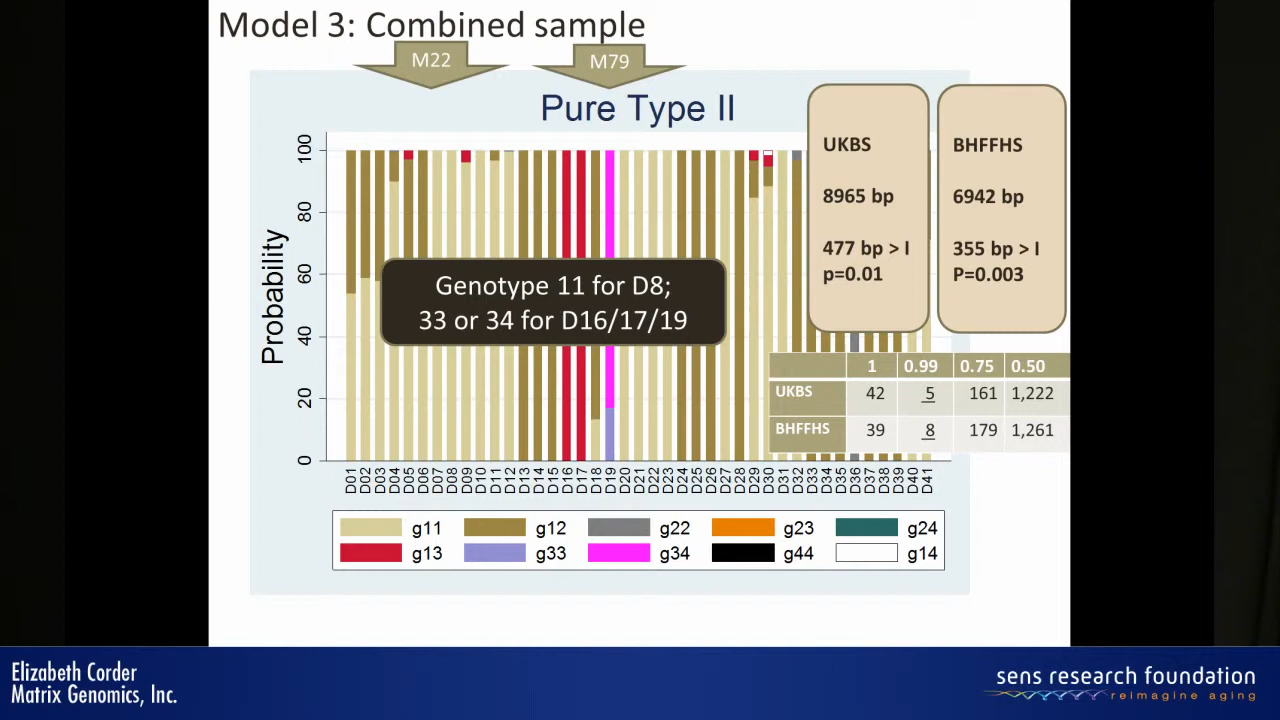 Model 3: Combined sample
M22
M79
Pure Type II
UKBS
8965 bp
477 bp > I
p=0.01
BHFFHS
6942 bp
355 bp > I
P=0.003
Probability
100
80
60
40
20
0
Genotype 11 for D8;
33 or 34 for D16/17/19
1 0.99 0.75 0.50
UKBS 42 5 161 1,222
BHFFHS 39 8 179 1,261
D01 D02 D03 D04 D05 D06 D07 D08 D09 D10 D11 D12 D13 D14 D15 D16 D17 D18 D19 D20 D21 D22 D23 D24 D25 D26 D27 D28 D29 D30 D31 D32 D33 D34 D35 D36 D37 D38 D39 D40 D41
g11 g12 g22 g23 g24
g13 g33 g34 g44 g14
Elizabeth Corder
Matrix Genomics, Inc.
sens research foundation
reimagine aging